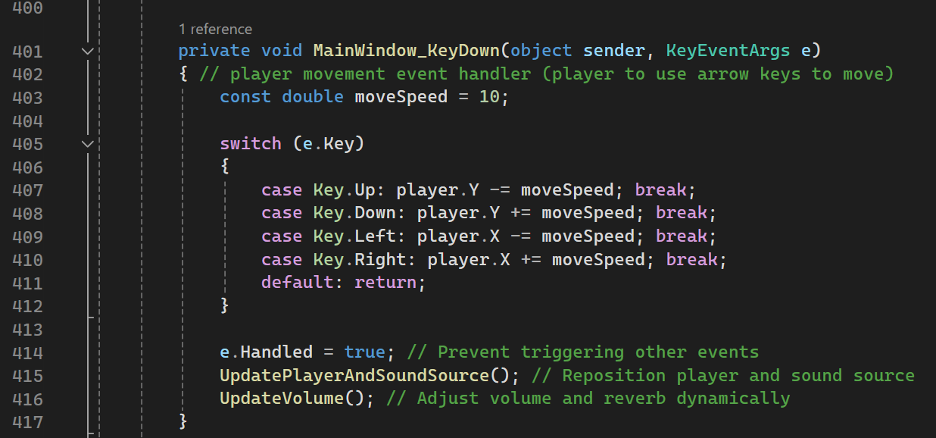 400
1 reference
401 private void MainWindow_KeyDown(object sender, KeyEventArgs e)
402 { // player movement event handler (player to use arrow keys to move)
403 const double moveSpeed = 10;
404
405 switch (e.Key)
406 {
407 case Key.Up: player.Y -= moveSpeed; break;
408 case Key.Down: player.Y += moveSpeed; break;
409 case Key.Left: player.X -= moveSpeed; break;
410 case Key.Right: player.X += moveSpeed; break;
411 default: return;
412 }
413
414 e.Handled = true; // Prevent triggering other events
415 UpdatePlayerAndSoundSource(); // Reposition player and sound source
416 UpdateVolume(); // Adjust volume and reverb dynamically
417 }